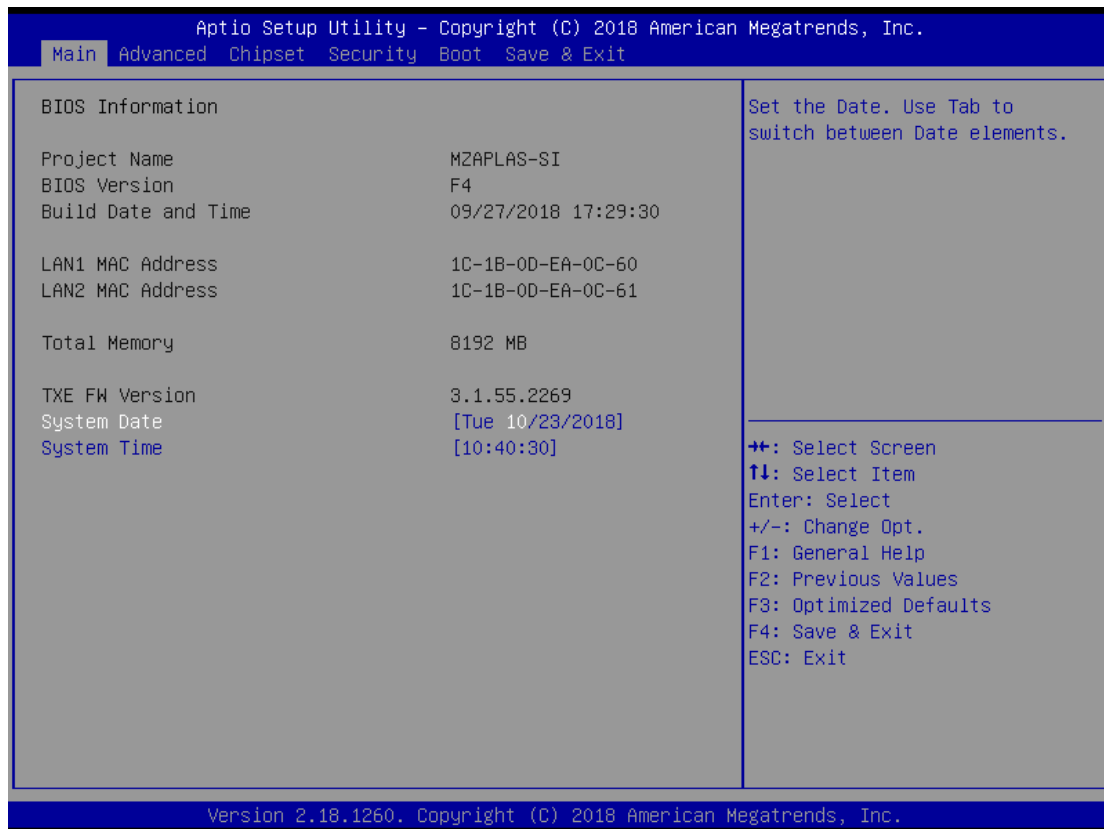 Aptio Setup Utility – Copyright (C) 2018 American Megatrends, Inc.
Main Advanced Chipset Security Boot Save & Exit
BIOS Information
Project Name MZAPLAS-SI
BIOS Version F4
Build Date and Time 09/27/2018 17:29:30
LAN1 MAC Address 1C-1B-0D-EA-0C-60
LAN2 MAC Address 1C-1B-0D-EA-0C-61
Total Memory 8192 MB
TXE FW Version 3.1.55.2269
System Date [Tue 10/23/2018]
System Time [10:40:30]
Set the Date. Use Tab to
switch between Date elements.
→←: Select Screen
↑↓: Select Item
Enter: Select
+/-: Change Opt.
F1: General Help
F2: Previous Values
F3: Optimized Defaults
F4: Save & Exit
ESC: Exit
Version 2.18.1260. Copyright (C) 2018 American Megatrends, Inc.